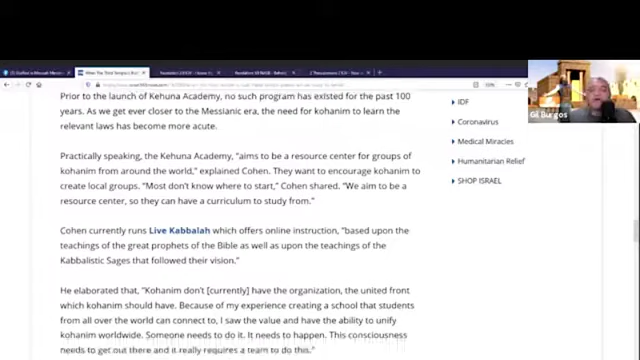 Prior to the launch of Kehuna Academy, no such program has existed for the past 100
years. As we get ever closer to the Messianic era, the need for kohanim to learn the
relevant laws has become more acute.
Practically speaking, the Kehuna Academy, "aims to be a resource center for groups of
kohanim from around the world," explained Cohen. They want to encourage kohanim to
create local groups. "Most don't know where to start," Cohen shared. "We aim to be a
resource center, so they can have a curriculum to study from."
Cohen currently runs Live Kabbalah which offers online instruction, "based upon the
teachings of the great prophets of the Bible as well as upon the teachings of the
Kabbalistic Sages that followed their vision."
He elaborated that, "Kohanim don't [currently] have the organization, the united front
which kohanim should have. Because of my experience creating a school that students
from all over the world can connect to, I saw the value and have the ability to unify
kohanim worldwide. Someone needs to do it. It needs to happen. This consciousness
needs to get out there and it really requires a team to do this."
IDF
Coronavirus
Medical Miracles
Humanitarian Relief
SHOP ISRAEL
Gil Burgos